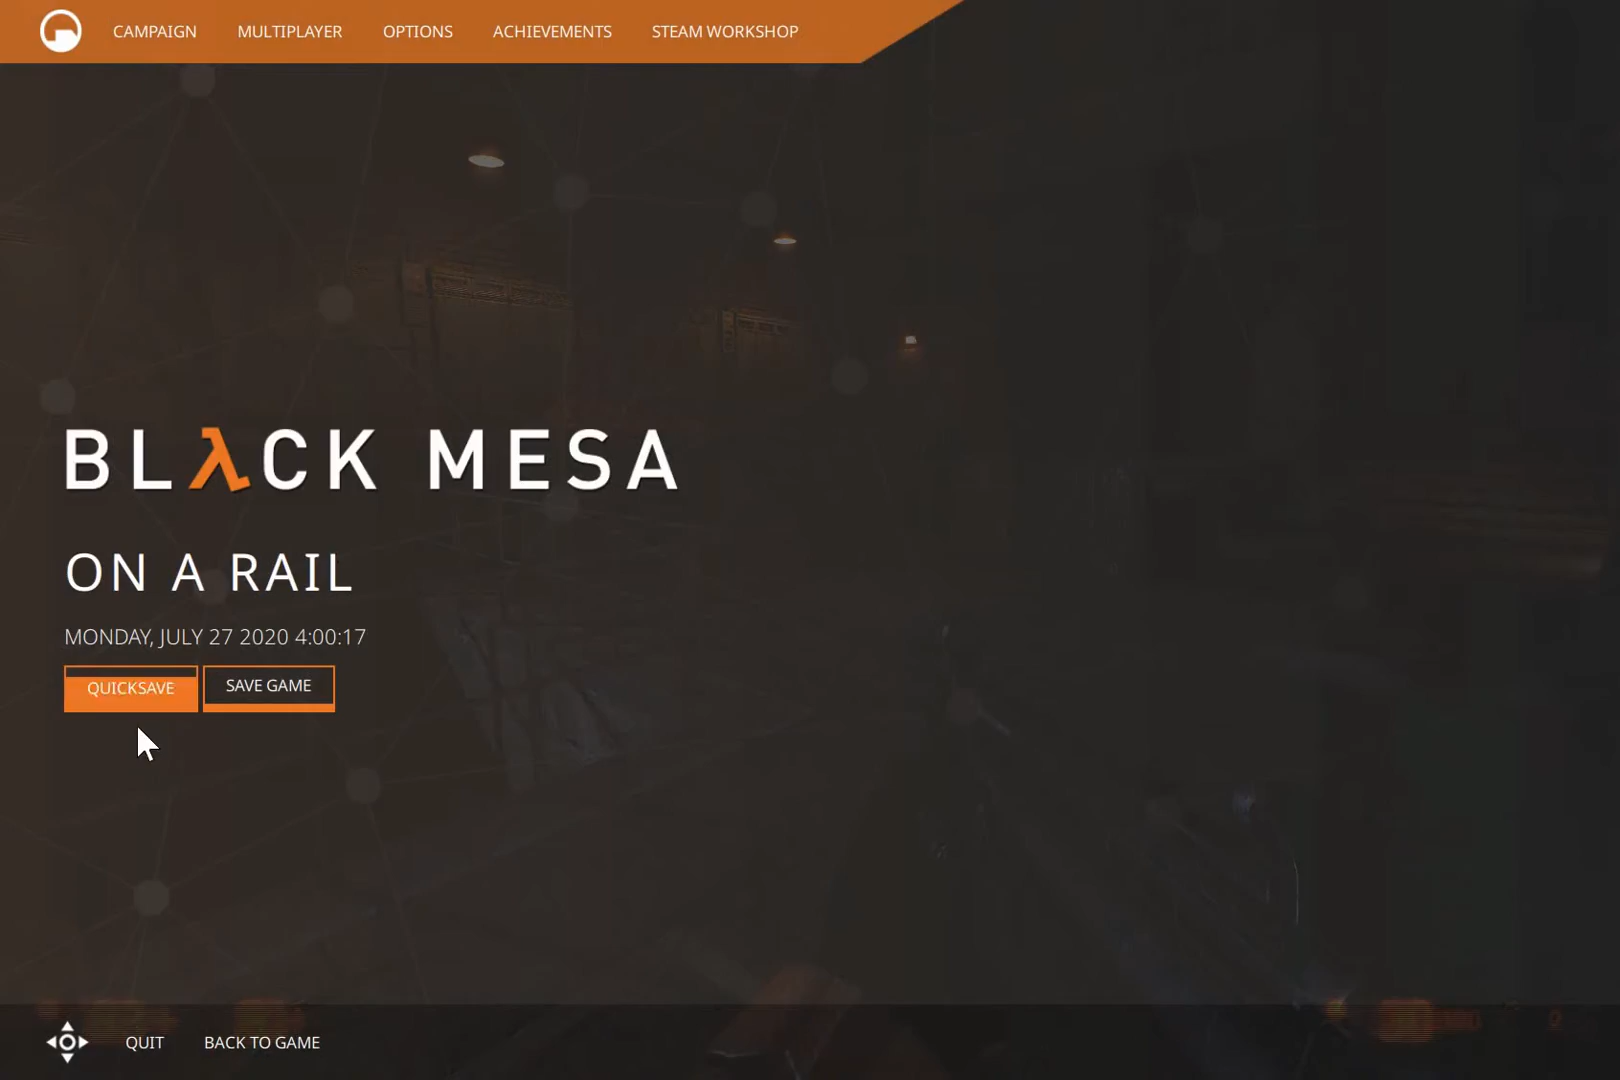 CAMPAIGN MULTIPLAYER OPTIONS ACHIEVEMENTS STEAM WORKSHOP
BLλCK MESA
ON A RAIL
MONDAY, JULY 27 2020 4:00:17
QUICKSAVE SAVE GAME
QUIT BACK TO GAME